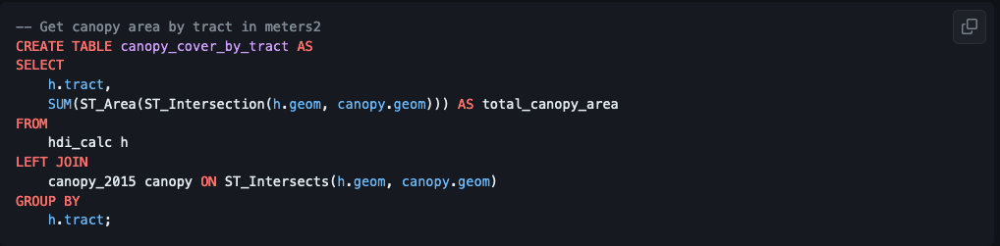 -- Get canopy area by tract in meters2
CREATE TABLE canopy_cover_by_tract AS
SELECT
    h.tract,
    SUM(ST_Area(ST_Intersection(h.geom, canopy.geom))) AS total_canopy_area
FROM
    hdi_calc h
LEFT JOIN
    canopy_2015 canopy ON ST_Intersects(h.geom, canopy.geom)
GROUP BY
    h.tract;